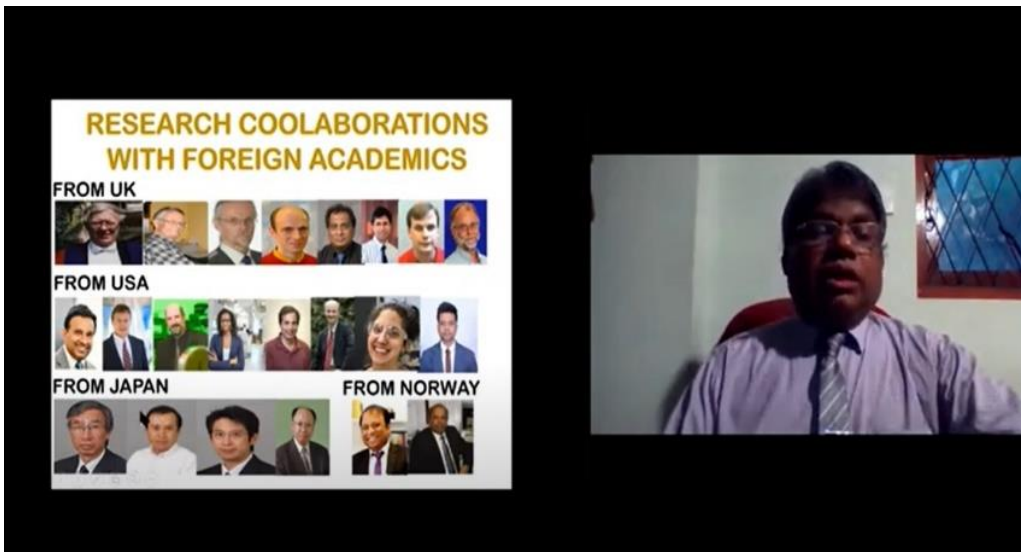 RESEARCH COOLABORATIONS
WITH FOREIGN ACADEMICS
FROM UK
FROM USA
FROM JAPAN
FROM NORWAY